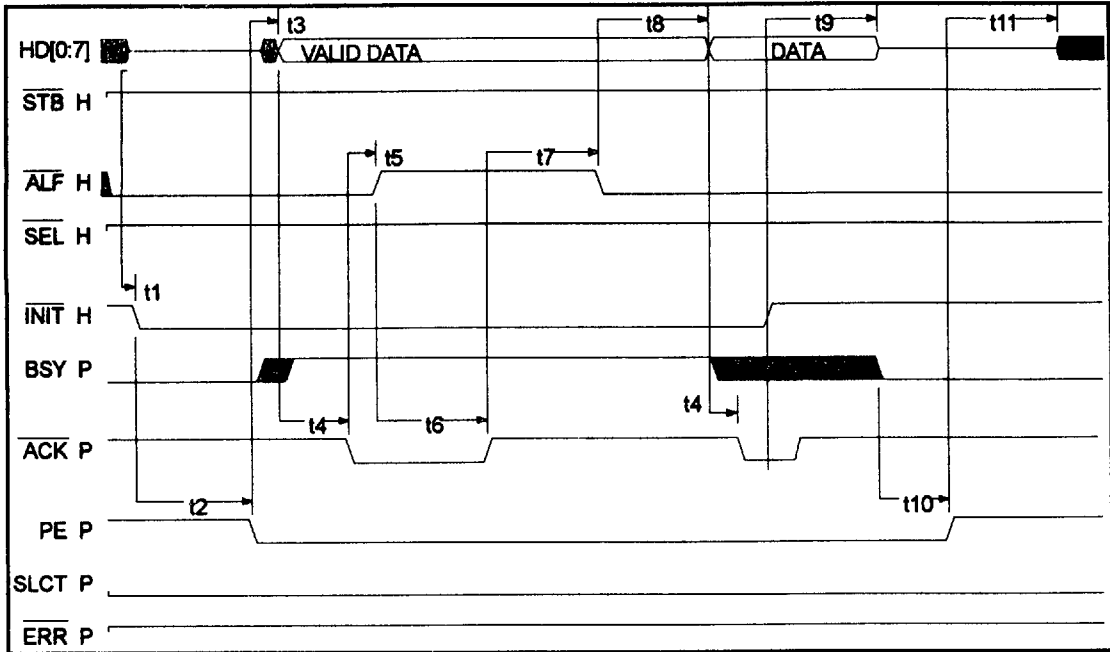 t3 t8 t9 t11
HD[0:7] VALID DATA DATA
STB H
t5 t7
ALF H
SEL H
t1
INIT H
BSY P
t4 t6 t4
ACK P
t2 t10
PE P
SLCT P
ERR P